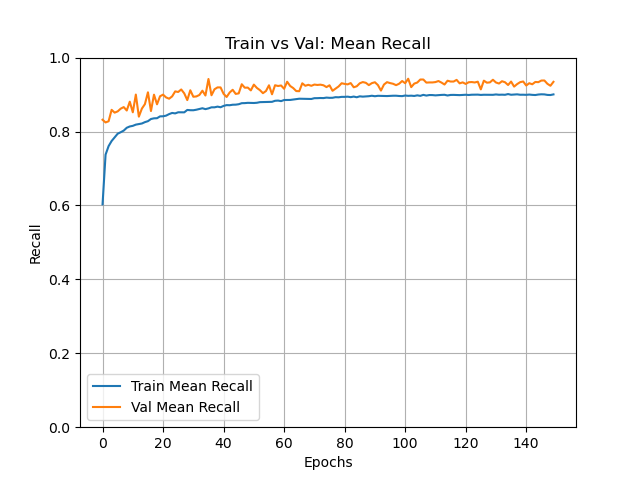 Train vs Val: Mean Recall
1.0
0.8
0.6
0.4
0.2
0.0
Recall
Train Mean Recall
Val Mean Recall
0 20 40 60 80 100 120 140
Epochs